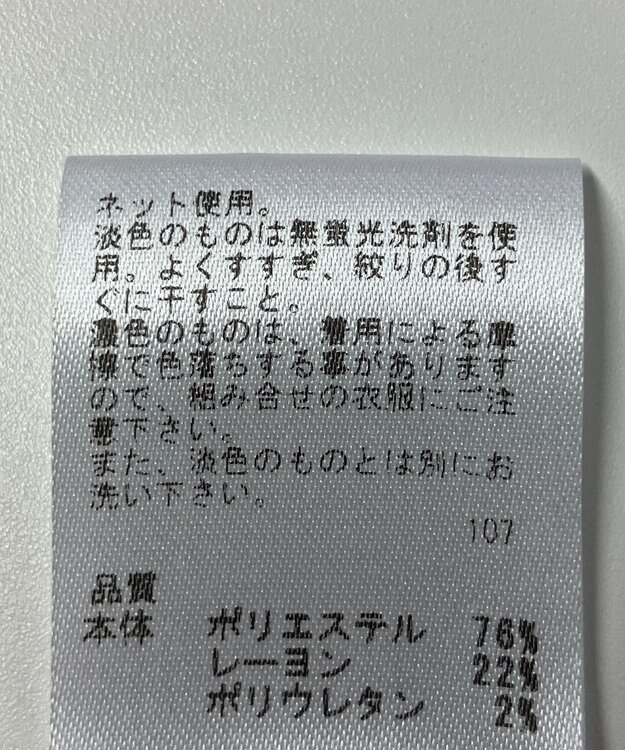 ネット使用。
淡色のものは無蛍光洗剤を使
用。よくすすぎ、絞りの後す
ぐに干すこと。
濃色のものは、着用による摩
擦で色落ちする事があります
ので、組み合せの衣服にご注
意下さい。
また、淡色のものとは別にお
洗い下さい。
107
品質
本体 ポリエステル 76%
レーヨン 22%
ポリウレタン 2%